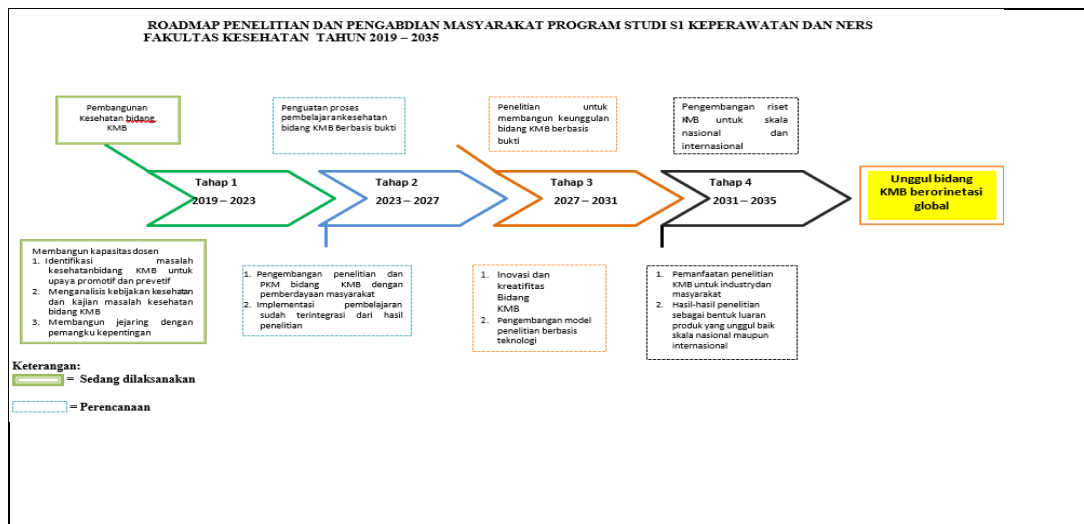 ROADMAP PENELITIAN DAN PENGABDIAN MASYARAKAT PROGRAM STUDI S1 KEPERAWATAN DAN NERS
FAKULTAS KESEHATAN TAHUN 2019 – 2035
Pembangunan
Kesehatan bidang
KMB
Penguatan proses
pembelajarankesehatan
bidang KMB Berbasis bukti
Penelitian untuk
membangun keunggulan
bidang KMB berbasis
bukti
Pengembangan riset
KMB untuk skala
nasional dan
internasional
Tahap 1
2019 – 2023
Tahap 2
2023 – 2027
Tahap 3
2027 – 2031
Tahap 4
2031 – 2035
Unggul bidang
KMB berorinetasi
global
Membangun kapasitas dosen
1. Identifikasi masalah
kesehatanbidang KMB untuk
upaya promotif dan prevetif
2. Menganalisis kebijakan kesehatan
dan kajian masalah kesehatan
bidang KMB
3. Membangun jejaring dengan
pemangku kepentingan
1. Pengembangan penelitian dan
PKM bidang KMB dengan
pemberdayaan masyarakat
2. Implementasi pembelajaran
sudah terintegrasi dari hasil
penelitian
1. Inovasi dan
kreatifitas
Bidang
KMB
2. Pengembangan model
penelitian berbasis
teknologi
1. Pemanfaatan penelitian
KMB untuk industrydan
masyarakat
2. Hasil-hasil penelitian
sebagai bentuk luaran
produk yang unggul baik
skala nasional maupun
internasional
Keterangan:
= Sedang dilaksanakan
= Perencanaan